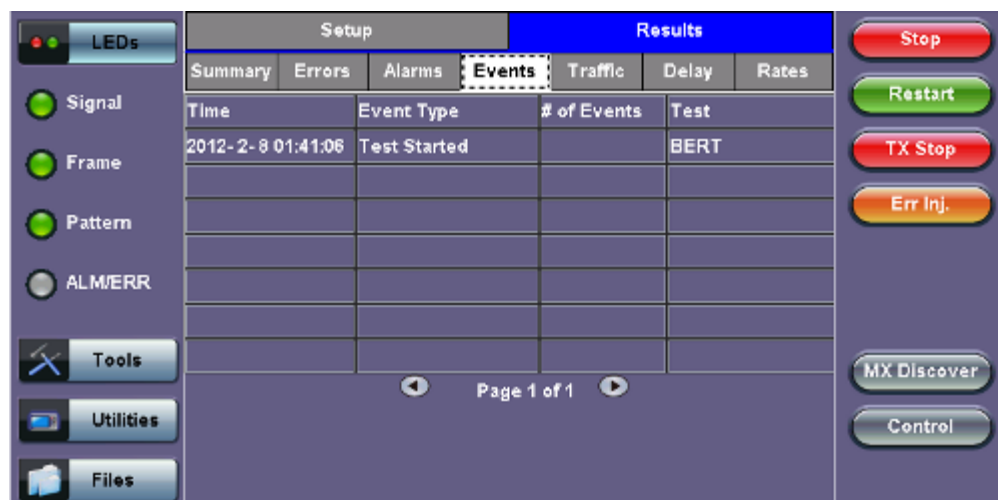 LEDs
Signal
Frame
Pattern
ALM/ERR
Tools
Utilities
Files
Setup Results
Summary Errors Alarms Events Traffic Delay Rates
Time Event Type # of Events Test
2012-2-8 01:41:06 Test Started BERT
Page 1 of 1
Stop
Restart
TX Stop
Err Inj.
MX Discover
Control